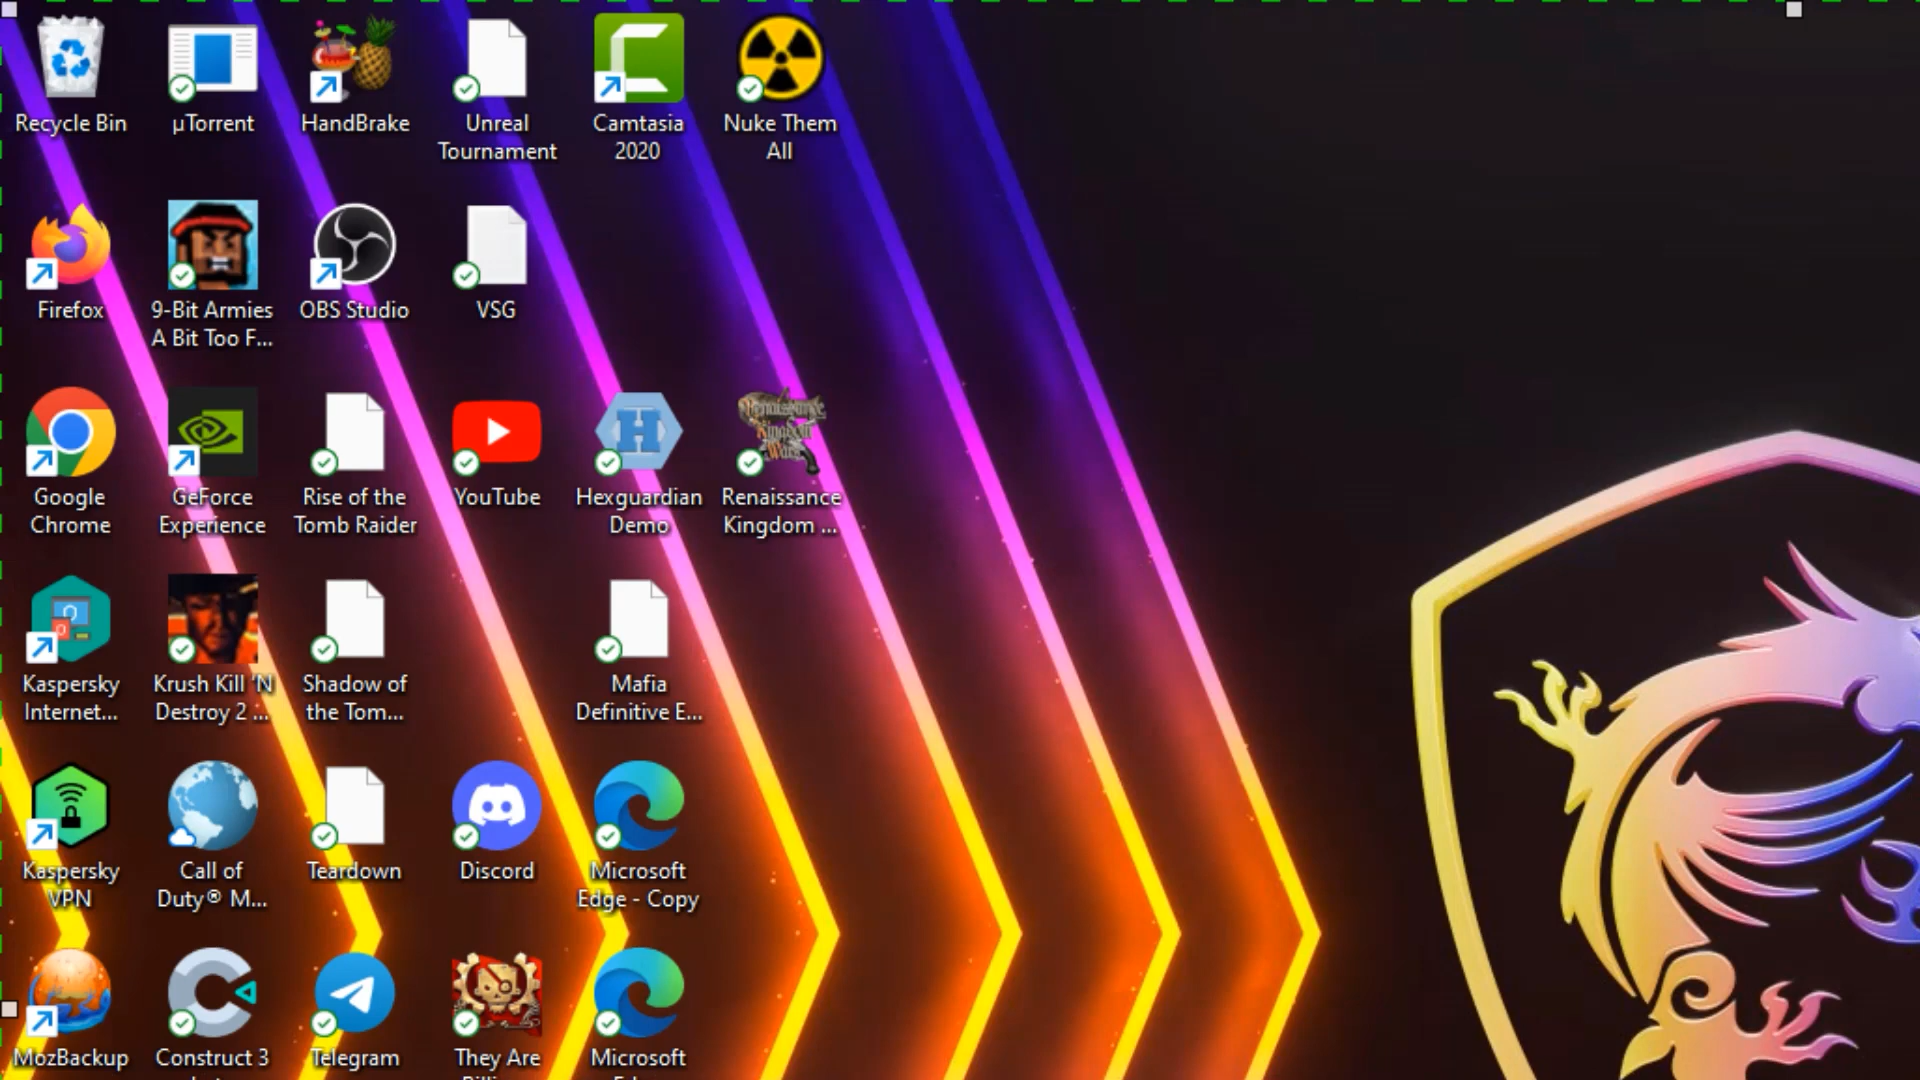 Recycle Bin
µTorrent
HandBrake
Unreal
Tournament
Camtasia
2020
Nuke Them
All
Firefox
9-Bit Armies
A Bit Too F...
OBS Studio
VSG
Google
Chrome
GeForce
Experience
Rise of the
Tomb Raider
YouTube
H
Hexguardian
Demo
Renaissance
Kingdom
Wars
Renaissance
Kingdom ...
Kaspersky
Internet...
Krush Kill 'N
Destroy 2 ...
Shadow of
the Tom...
Mafia
Definitive E...
Kaspersky
VPN
Call of
Duty® M...
Teardown
Discord
Microsoft
Edge - Copy
MozBackup
Construct 3
Telegram
They Are
Microsoft